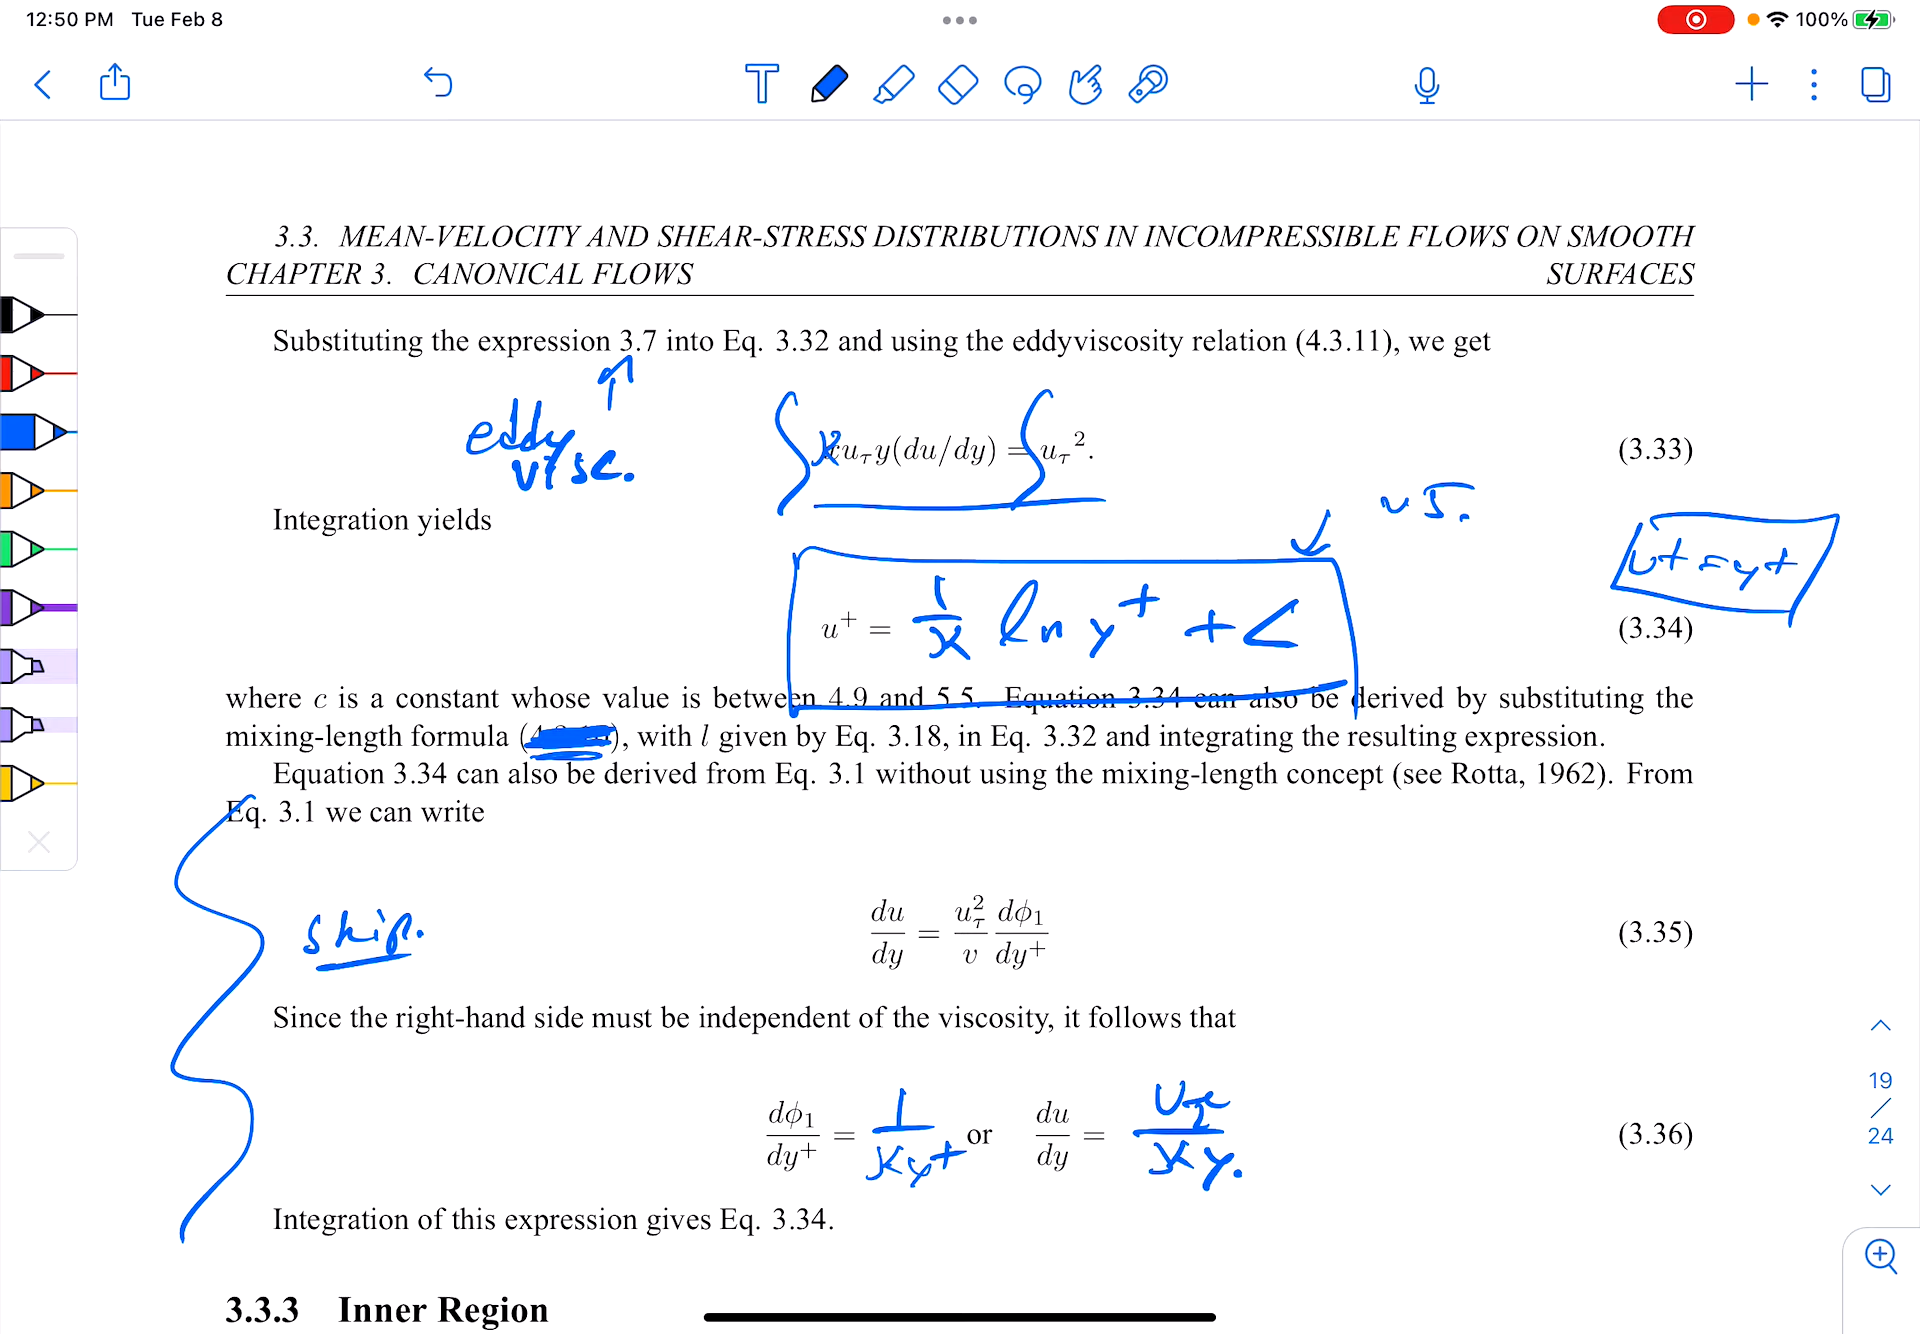 12:50 PM Tue Feb 8
100%
3.3. MEAN-VELOCITY AND SHEAR-STRESS DISTRIBUTIONS IN INCOMPRESSIBLE FLOWS ON SMOOTH
CHAPTER 3. CANONICAL FLOWS SURFACES
Substituting the expression 3.7 into Eq. 3.32 and using the eddyviscosity relation (4.3.11), we get
eddy
visc.
∫ κu_τ y(du/dy) = ∫ u_τ². (3.33)
Integration yields
~ 5.
u+ = y+
u⁺ = 1/κ ln y⁺ + C (3.34)
where c is a constant whose value is between 4.9 and 5.5. Equation 3.34 can also be derived by substituting the
mixing-length formula ( ), with l given by Eq. 3.18, in Eq. 3.32 and integrating the resulting expression.
Equation 3.34 can also be derived from Eq. 3.1 without using the mixing-length concept (see Rotta, 1962). From
Eq. 3.1 we can write
skip.
du/dy = u_τ²/v dϕ₁/dy⁺ (3.35)
Since the right-hand side must be independent of the viscosity, it follows that
dϕ₁/dy⁺ = 1/κy⁺ or du/dy = u_τ/κy. (3.36)
Integration of this expression gives Eq. 3.34.
3.3.3 Inner Region
19
/
24